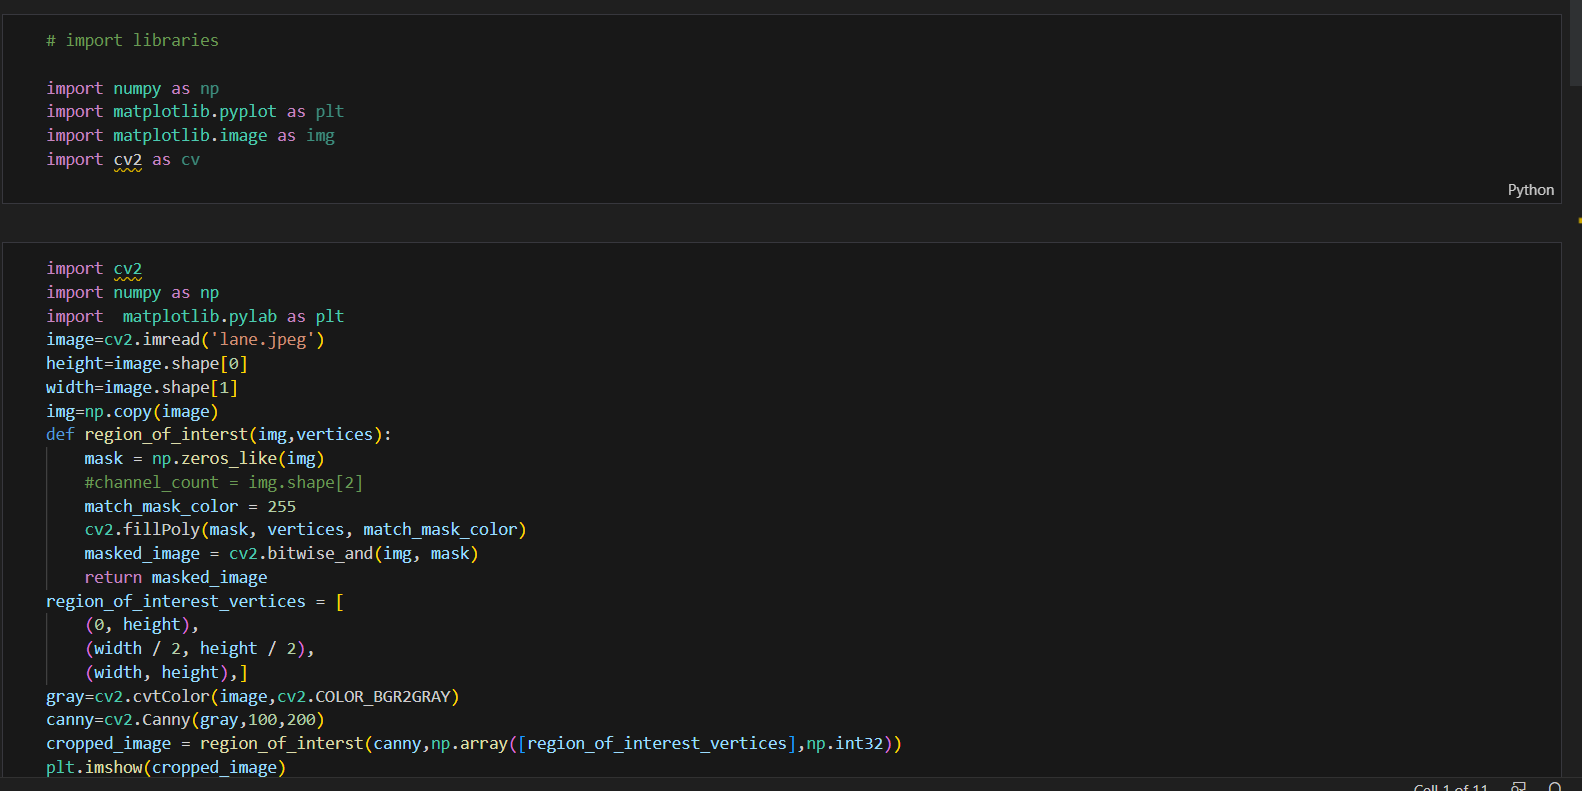 # import libraries
import numpy as np
import matplotlib.pyplot as plt
import matplotlib.image as img
import cv2 as cv
Python
import cv2
import numpy as np
import  matplotlib.pylab as plt
image=cv2.imread('lane.jpeg')
height=image.shape[0]
width=image.shape[1]
img=np.copy(image)
def region_of_interst(img,vertices):
    mask = np.zeros_like(img)
    #channel_count = img.shape[2]
    match_mask_color = 255
    cv2.fillPoly(mask, vertices, match_mask_color)
    masked_image = cv2.bitwise_and(img, mask)
    return masked_image
region_of_interest_vertices = [
    (0, height),
    (width / 2, height / 2),
    (width, height),]
gray=cv2.cvtColor(image,cv2.COLOR_BGR2GRAY)
canny=cv2.Canny(gray,100,200)
cropped_image = region_of_interst(canny,np.array([region_of_interest_vertices],np.int32))
plt.imshow(cropped_image)
Cell 1 of 11